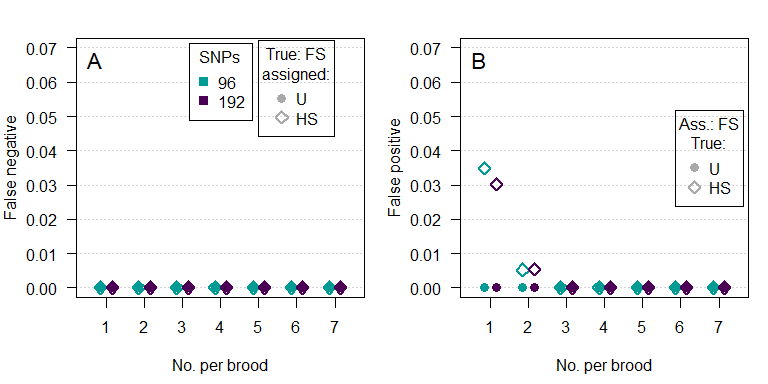 A
SNPs
96
192
True: FS
assigned:
U
HS
0.07
0.06
0.05
0.04
0.03
0.02
0.01
0.00
False negative
1 2 3 4 5 6 7
No. per brood
B
Ass.: FS
True:
U
HS
0.07
0.06
0.05
0.04
0.03
0.02
0.01
0.00
False positive
1 2 3 4 5 6 7
No. per brood